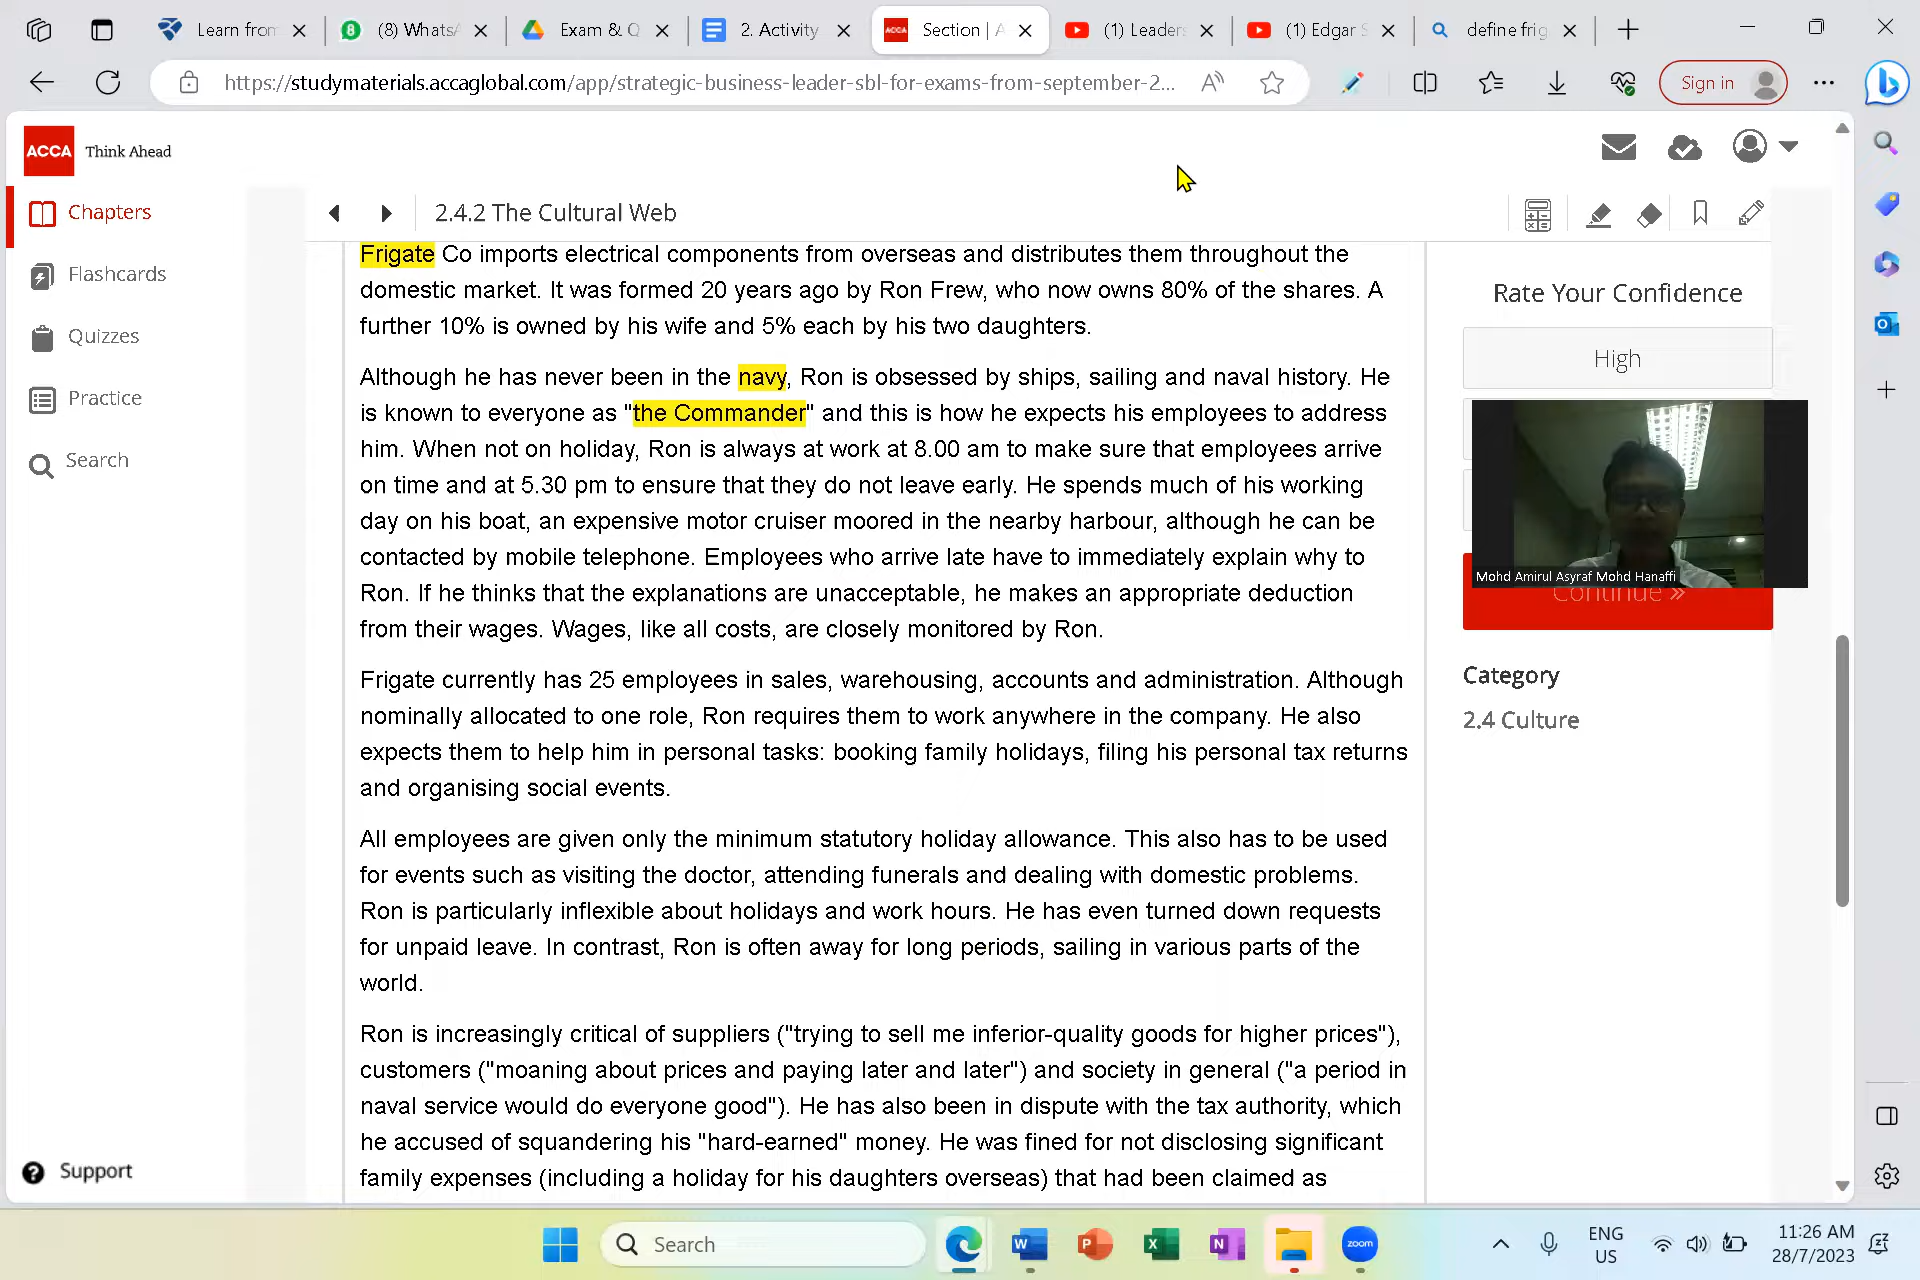 Learn from
(8) WhatsA
Exam & Q
2. Activity
Section | A
(1) Leaders
(1) Edgar S
define frig
https://studymaterials.accaglobal.com/app/strategic-business-leader-sbl-for-exams-from-september-2...
Sign in
ACCA
Think Ahead
Chapters
Flashcards
Quizzes
Practice
Search
Support
2.4.2 The Cultural Web
Frigate Co imports electrical components from overseas and distributes them throughout the
domestic market. It was formed 20 years ago by Ron Frew, who now owns 80% of the shares. A
further 10% is owned by his wife and 5% each by his two daughters.
Although he has never been in the navy, Ron is obsessed by ships, sailing and naval history. He
is known to everyone as "the Commander" and this is how he expects his employees to address
him. When not on holiday, Ron is always at work at 8.00 am to make sure that employees arrive
on time and at 5.30 pm to ensure that they do not leave early. He spends much of his working
day on his boat, an expensive motor cruiser moored in the nearby harbour, although he can be
contacted by mobile telephone. Employees who arrive late have to immediately explain why to
Ron. If he thinks that the explanations are unacceptable, he makes an appropriate deduction
from their wages. Wages, like all costs, are closely monitored by Ron.
Frigate currently has 25 employees in sales, warehousing, accounts and administration. Although
nominally allocated to one role, Ron requires them to work anywhere in the company. He also
expects them to help him in personal tasks: booking family holidays, filing his personal tax returns
and organising social events.
All employees are given only the minimum statutory holiday allowance. This also has to be used
for events such as visiting the doctor, attending funerals and dealing with domestic problems.
Ron is particularly inflexible about holidays and work hours. He has even turned down requests
for unpaid leave. In contrast, Ron is often away for long periods, sailing in various parts of the
world.
Ron is increasingly critical of suppliers ("trying to sell me inferior-quality goods for higher prices"),
customers ("moaning about prices and paying later and later") and society in general ("a period in
naval service would do everyone good"). He has also been in dispute with the tax authority, which
he accused of squandering his "hard-earned" money. He was fined for not disclosing significant
family expenses (including a holiday for his daughters overseas) that had been claimed as
Rate Your Confidence
High
Mohd Amirul Asyraf Mohd Hanaffi
Continue »
Category
2.4 Culture
Search
zoom
ENG
US
11:26 AM
28/7/2023